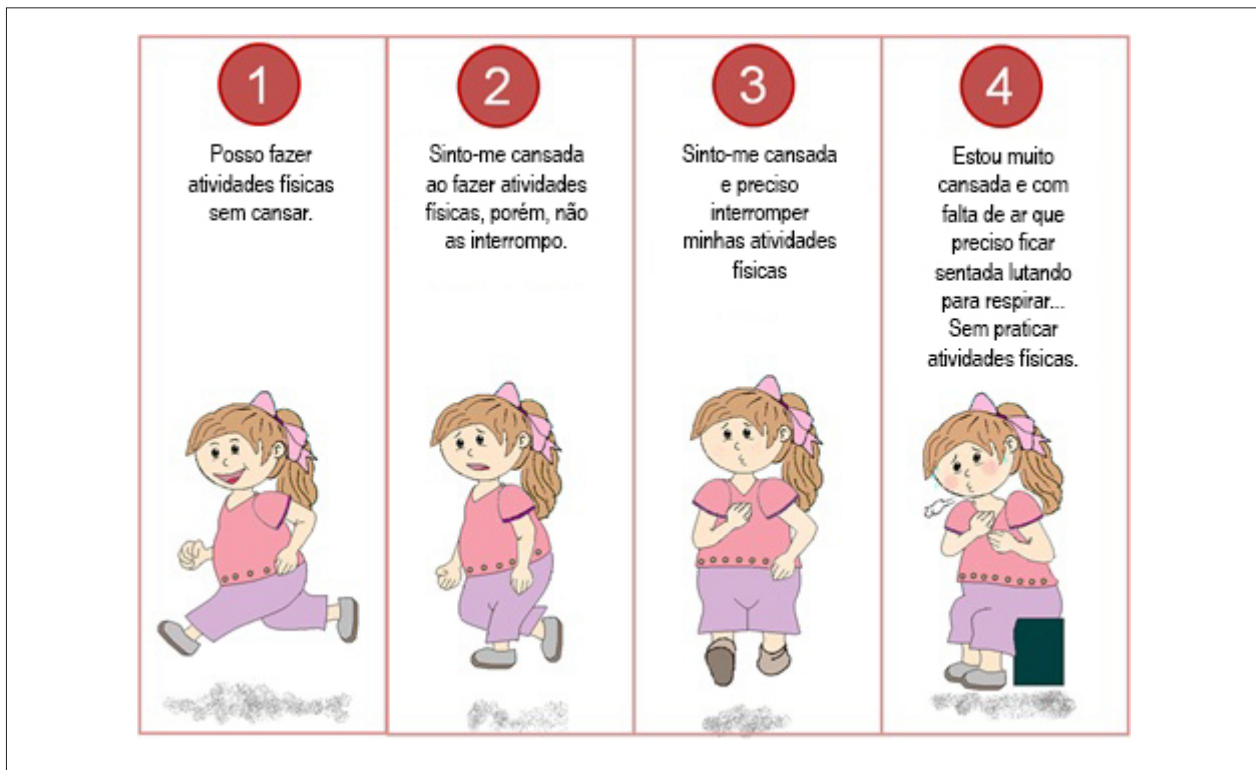 1
Posso fazer
atividades físicas
sem cansar.
2
Sinto-me cansada
ao fazer atividades
físicas, porém, não
as interrompo.
3
Sinto-me cansada
e preciso
interromper
minhas atividades
físicas
4
Estou muito
cansada e com
falta de ar que
preciso ficar
sentada lutando
para respirar...
Sem praticar
atividades físicas.